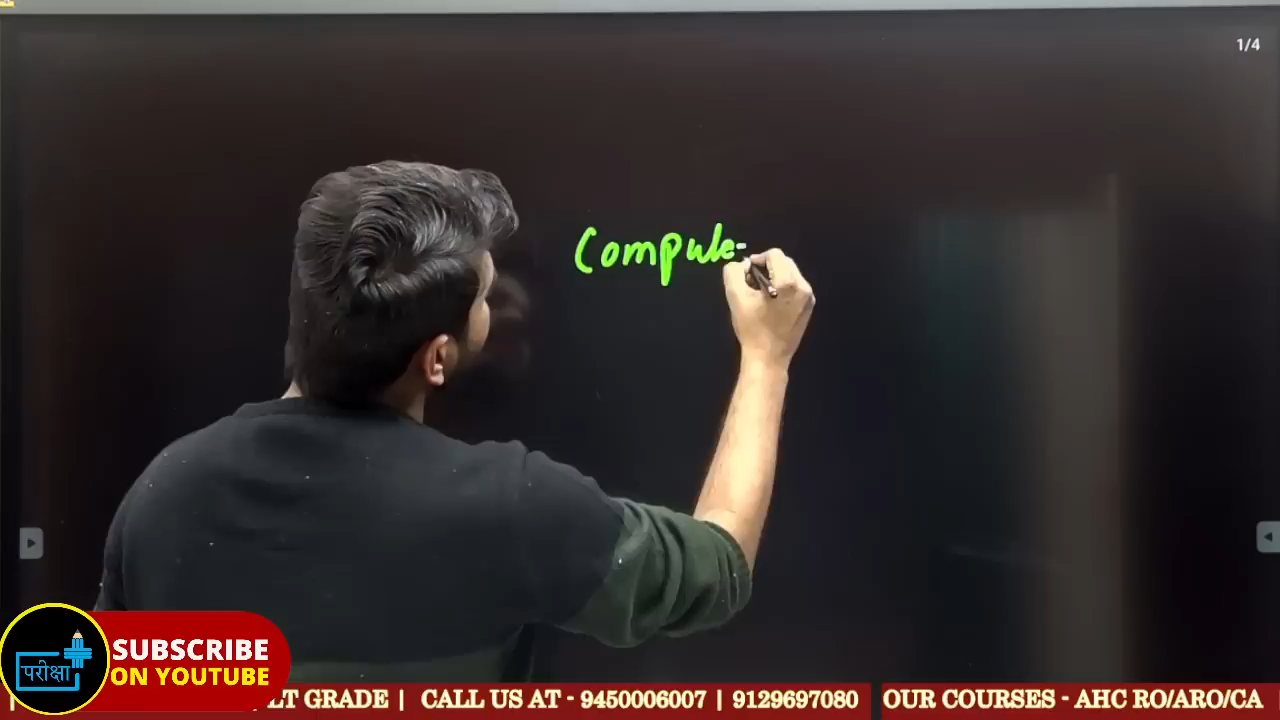 1/4
Compute
परीक्षा
SUBSCRIBE
ON YOUTUBE
LT GRADE | CALL US AT - 9450006007 | 9129697080
OUR COURSES - AHC RO/ARO/CA